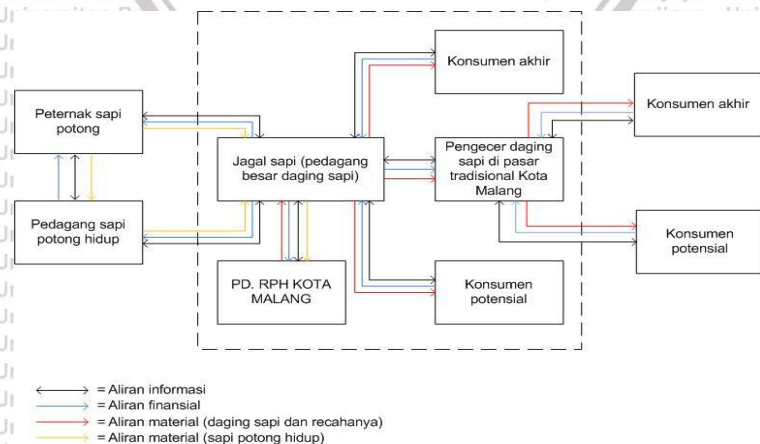 Konsumen akhir
Peternak sapi
potong
Konsumen akhir
Jagal sapi (pedagang
besar daging sapi)
Pengecer daging
sapi di pasar
tradisional Kota
Malang
Pedagang sapi
potong hidup
Konsumen
potensial
PD. RPH KOTA
MALANG
Konsumen
potensial
= Aliran informasi
= Aliran finansial
= Aliran material (daging sapi dan recahanya)
= Aliran material (sapi potong hidup)